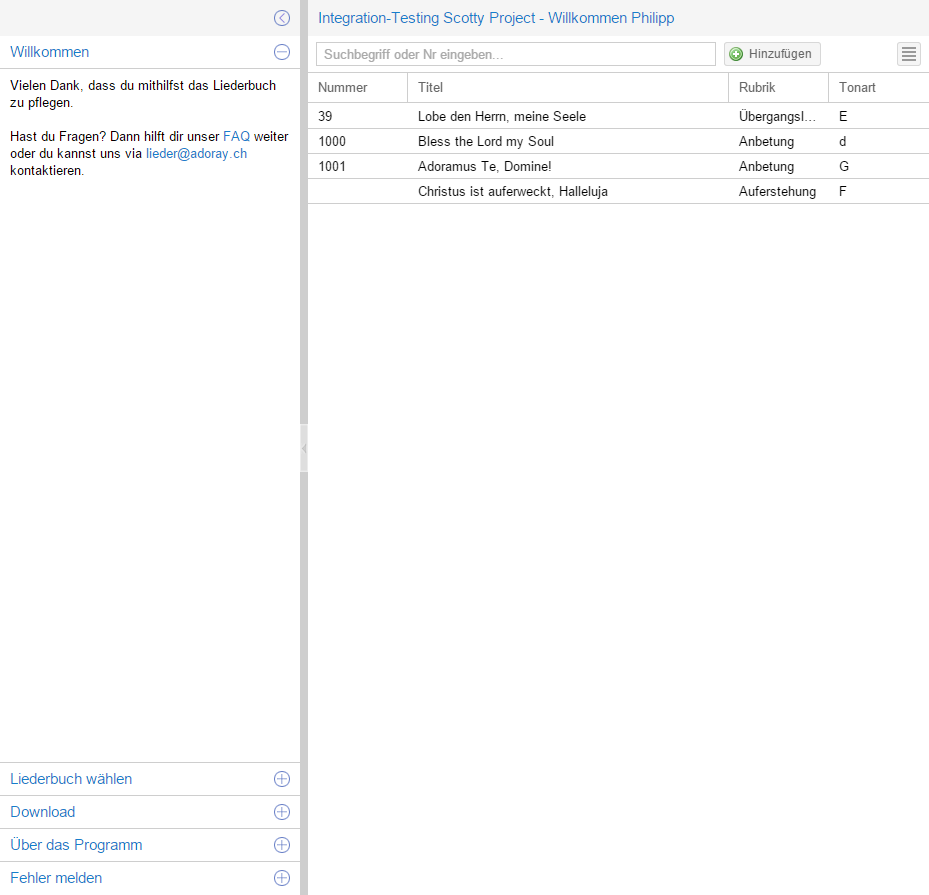 Willkommen
Vielen Dank, dass du mithilfst das Liederbuch
zu pflegen.
Hast du Fragen? Dann hilft dir unser FAQ weiter
oder du kannst uns via lieder@adoray.ch
kontaktieren.
Liederbuch wählen
Download
Über das Programm
Fehler melden
Integration-Testing Scotty Project - Willkommen Philipp
Suchbegriff oder Nr eingeben... Hinzufügen
Nummer Titel Rubrik Tonart
39 Lobe den Herrn, meine Seele Übergangsl... E
1000 Bless the Lord my Soul Anbetung d
1001 Adoramus Te, Domine! Anbetung G
Christus ist auferweckt, Halleluja Auferstehung F